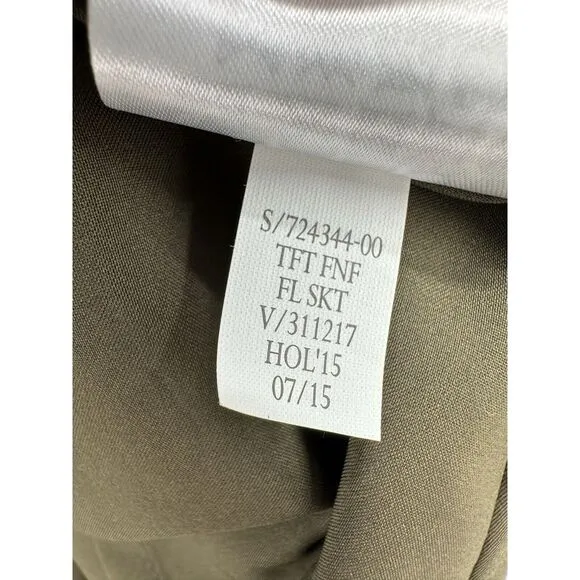 S/724344-00
TFT FNF
FL SKT
V/311217
HOL'15
07/15